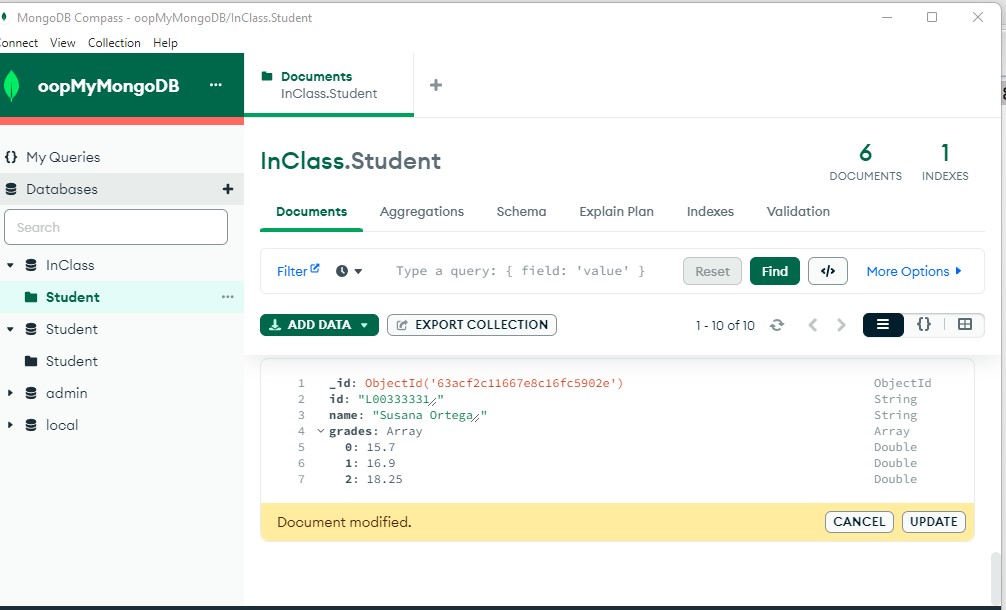 MongoDB Compass - oopMyMongoDB/InClass.Student
onnect View Collection Help
oopMyMongoDB ...
Documents
InClass.Student
+
{} My Queries
Databases +
Search
InClass
Student ...
Student
Student
admin
local
InClass.Student
6
DOCUMENTS
1
INDEXES
Documents Aggregations Schema Explain Plan Indexes Validation
Filter Type a query: { field: 'value' } Reset Find </> More Options
ADD DATA EXPORT COLLECTION 1 - 10 of 10 {}
1 _id: ObjectId('63acf2c11667e8c16fc5902e') ObjectId
2 id: "L00333331" String
3 name: "Susana Ortega" String
4 grades: Array Array
5 0: 15.7 Double
6 1: 16.9 Double
7 2: 18.25 Double
Document modified. CANCEL UPDATE